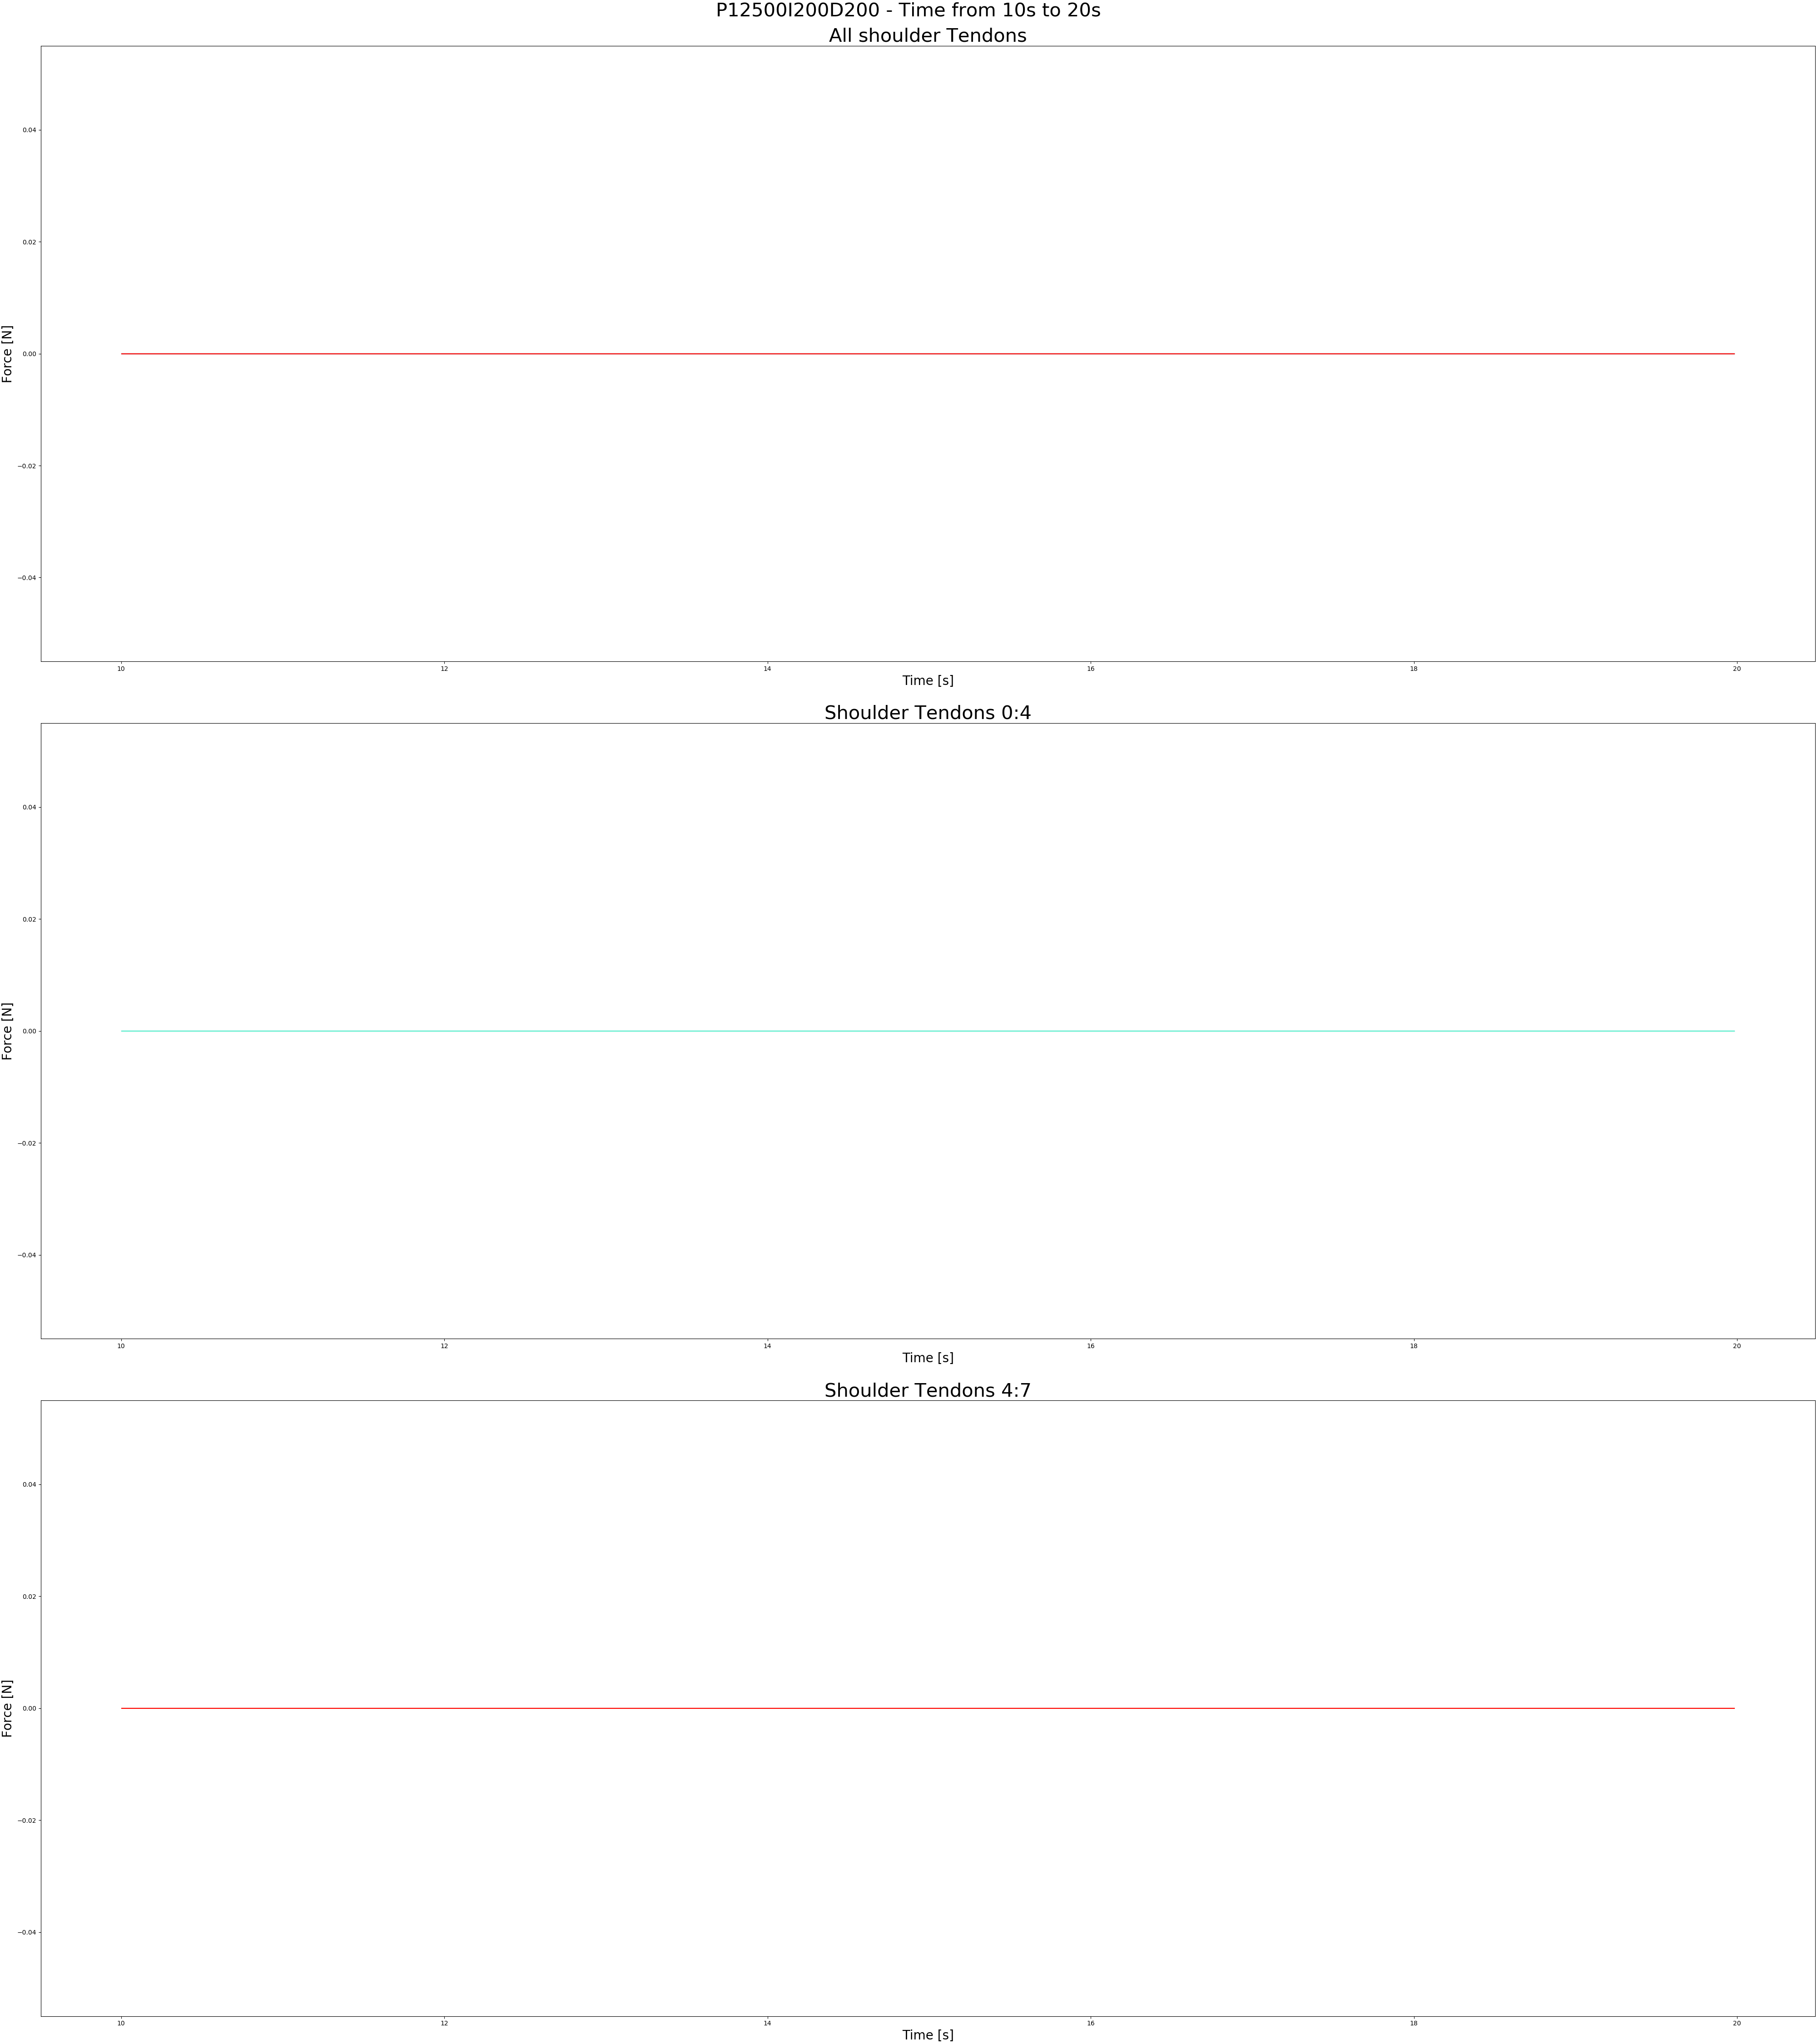 P12500I200D200 - Time from 10s to 20s
All shoulder Tendons
0.04
0.02
0.00
−0.02
−0.04
Force [N]
10 12 14 16 18 20
Time [s]
Shoulder Tendons 0:4
0.04
0.02
0.00
−0.02
−0.04
Force [N]
10 12 14 16 18 20
Time [s]
Shoulder Tendons 4:7
0.04
0.02
0.00
−0.02
−0.04
Force [N]
10 12 14 16 18 20
Time [s]